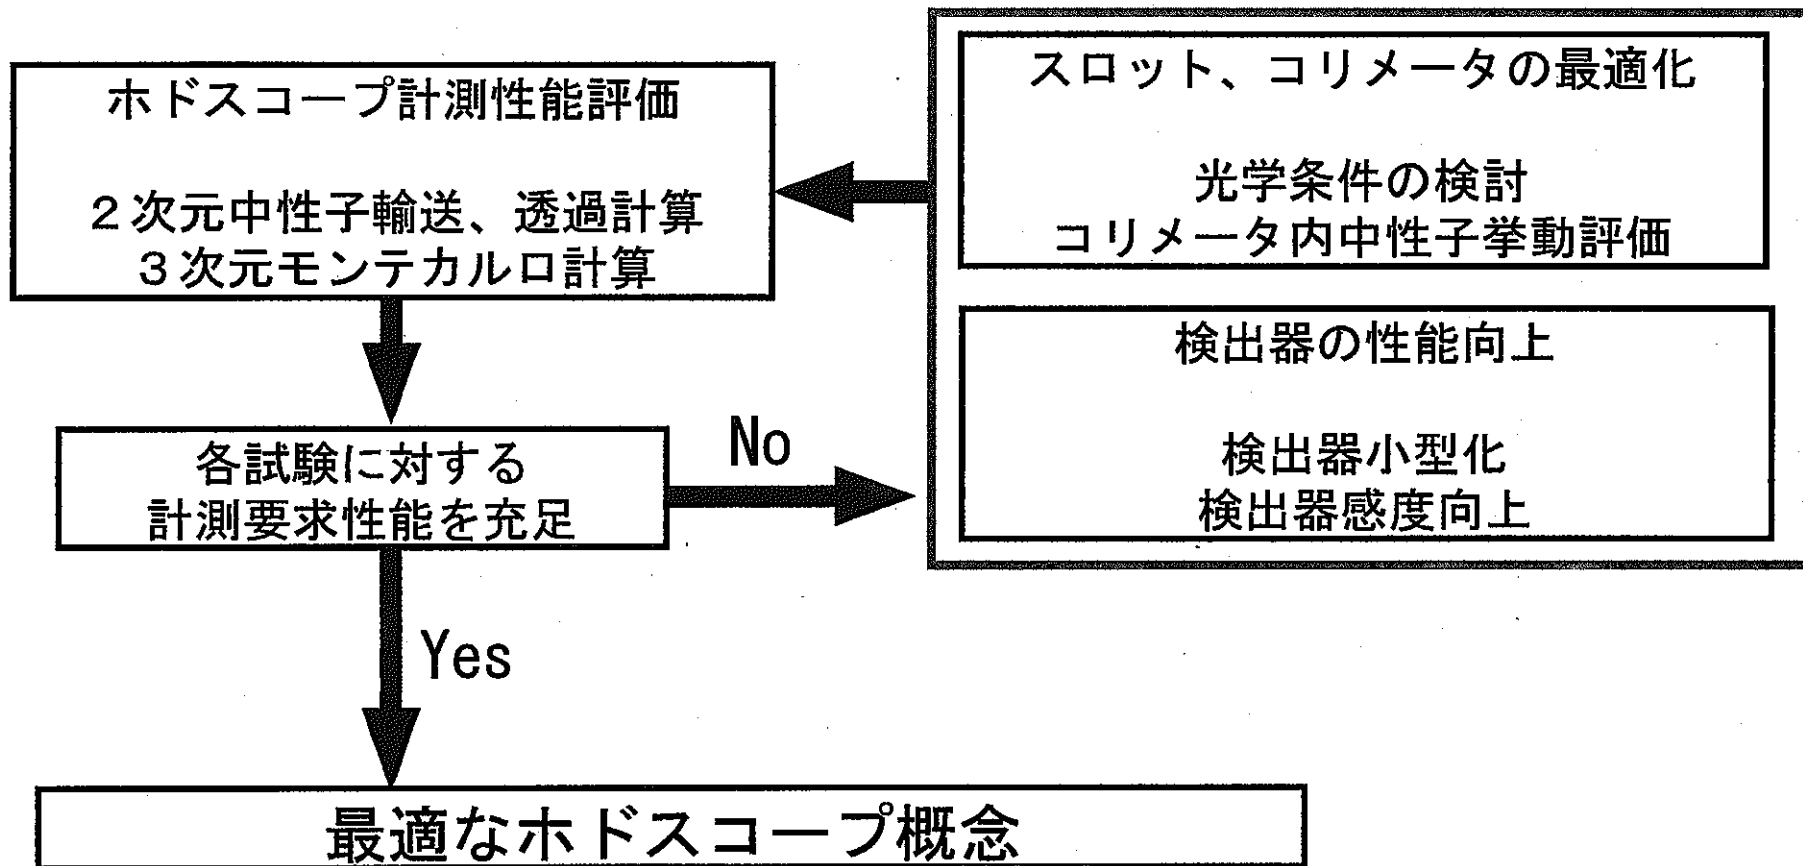 ホドスコープ計測性能評価
２次元中性子輸送、透過計算
３次元モンテカルロ計算
スロット、コリメータの最適化
光学条件の検討
コリメータ内中性子挙動評価
検出器の性能向上
検出器小型化
検出器感度向上
各試験に対する
計測要求性能を充足
No
Yes
最適なホドスコープ概念